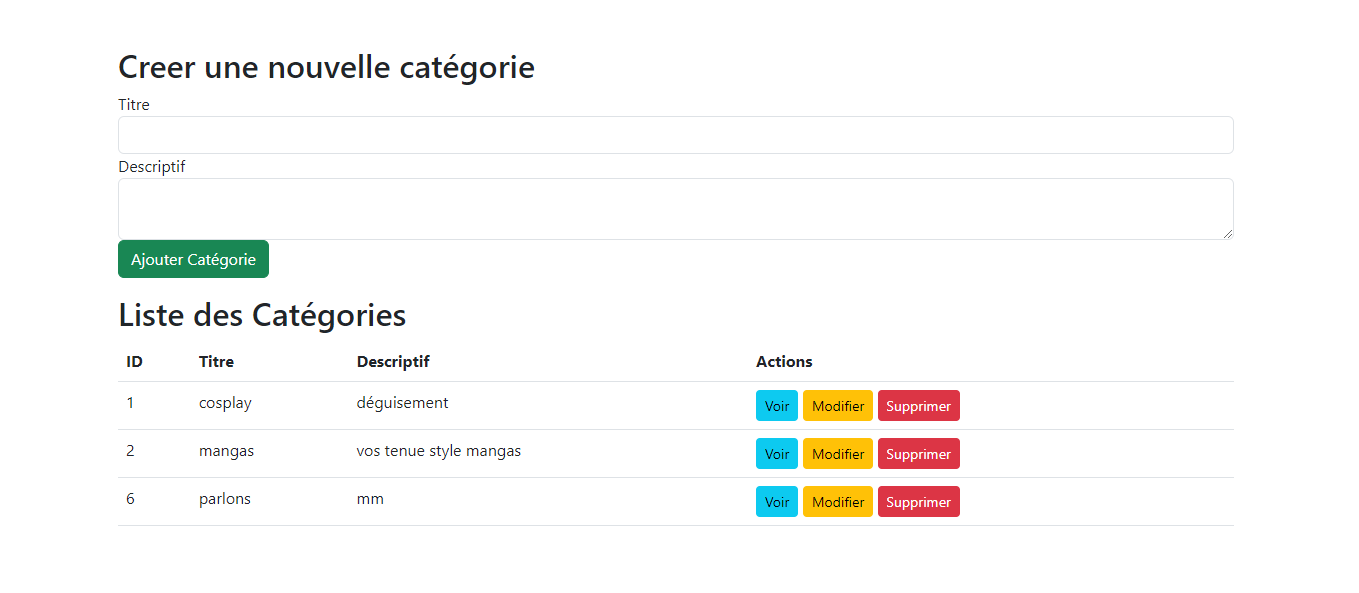 Creer une nouvelle catégorie
Titre
Descriptif
Ajouter Catégorie
Liste des Catégories
ID Titre Descriptif Actions
1 cosplay déguisement Voir Modifier Supprimer
2 mangas vos tenue style mangas Voir Modifier Supprimer
6 parlons mm Voir Modifier Supprimer